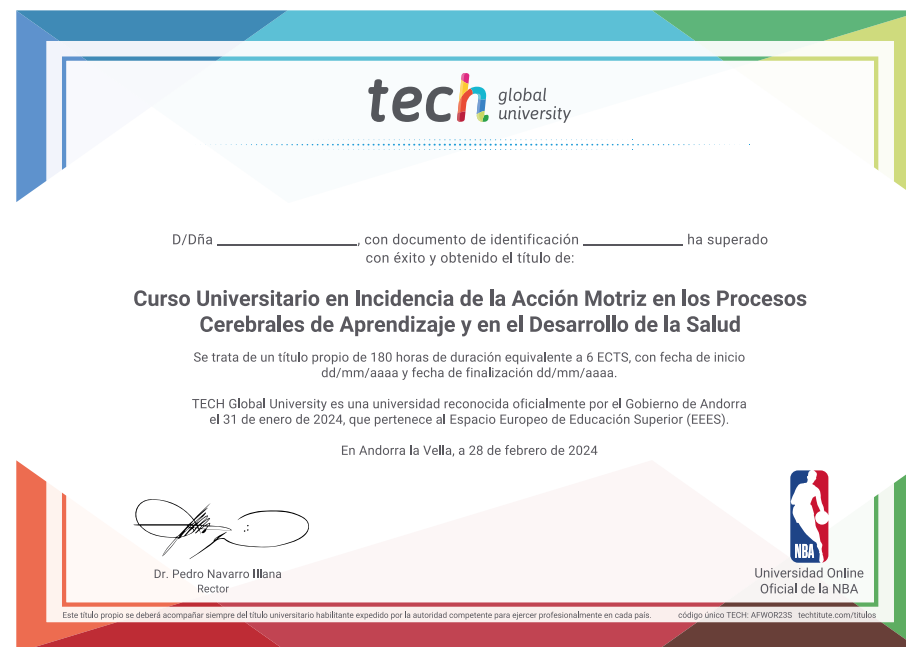 tech global university
D/Dña ____________________, con documento de identificación ______________ ha superado
con éxito y obtenido el título de:
Curso Universitario en Incidencia de la Acción Motriz en los Procesos
Cerebrales de Aprendizaje y en el Desarrollo de la Salud
Se trata de un título propio de 180 horas de duración equivalente a 6 ECTS, con fecha de inicio
dd/mm/aaaa y fecha de finalización dd/mm/aaaa.
TECH Global University es una universidad reconocida oficialmente por el Gobierno de Andorra
el 31 de enero de 2024, que pertenece al Espacio Europeo de Educación Superior (EEES).
En Andorra la Vella, a 28 de febrero de 2024
NBA
Dr. Pedro Navarro Illana
Rector
Universidad Online
Oficial de la NBA
Este título propio se deberá acompañar siempre del título universitario habilitante expedido por la autoridad competente para ejercer profesionalmente en cada país.
código único TECH: AFWOR23S techtitute.com/titulos